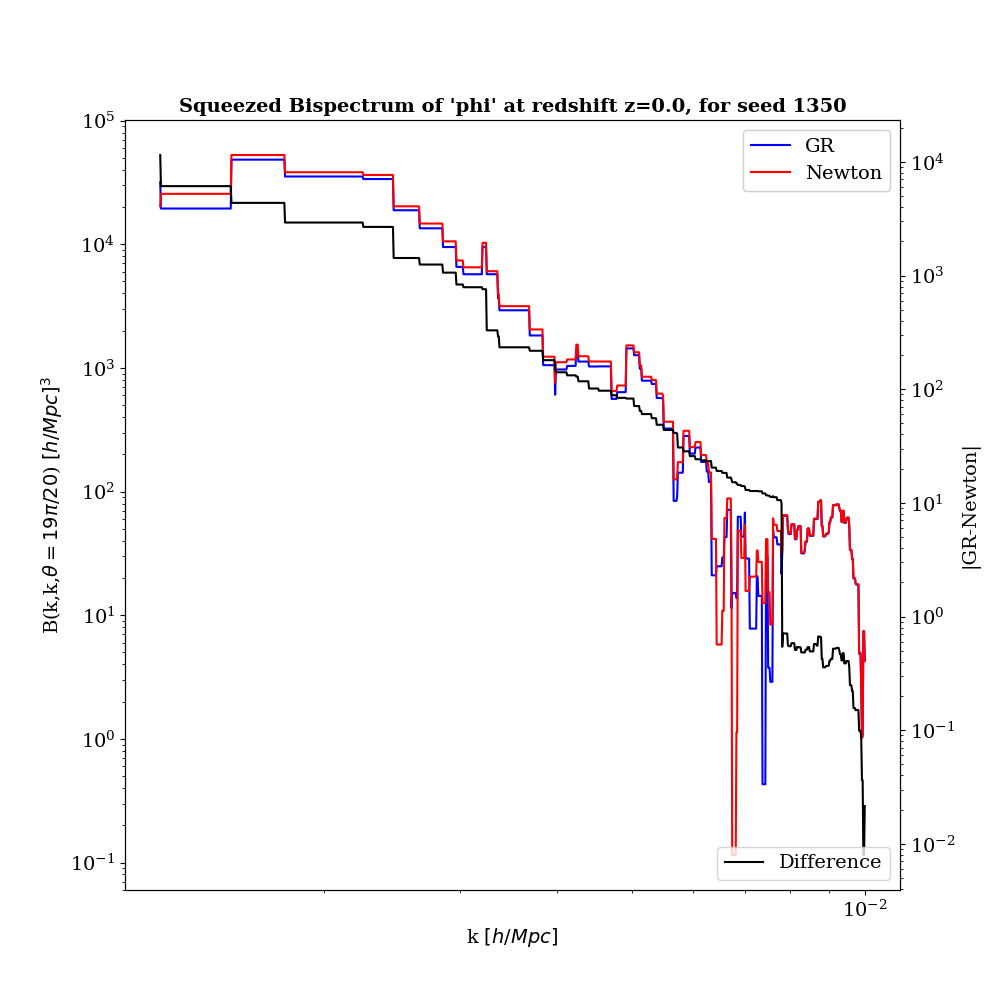 Squeezed Bispectrum of 'phi' at redshift z=0.0, for seed 1350
GR
Newton
10^5
10^4
10^3
10^2
10^1
10^0
10^{-1}
B(k,k,θ = 19π/20) [h/Mpc]^3
10^4
10^3
10^2
10^1
10^0
10^{-1}
10^{-2}
|GR-Newton|
Difference
10^{-2}
k [h/Mpc]